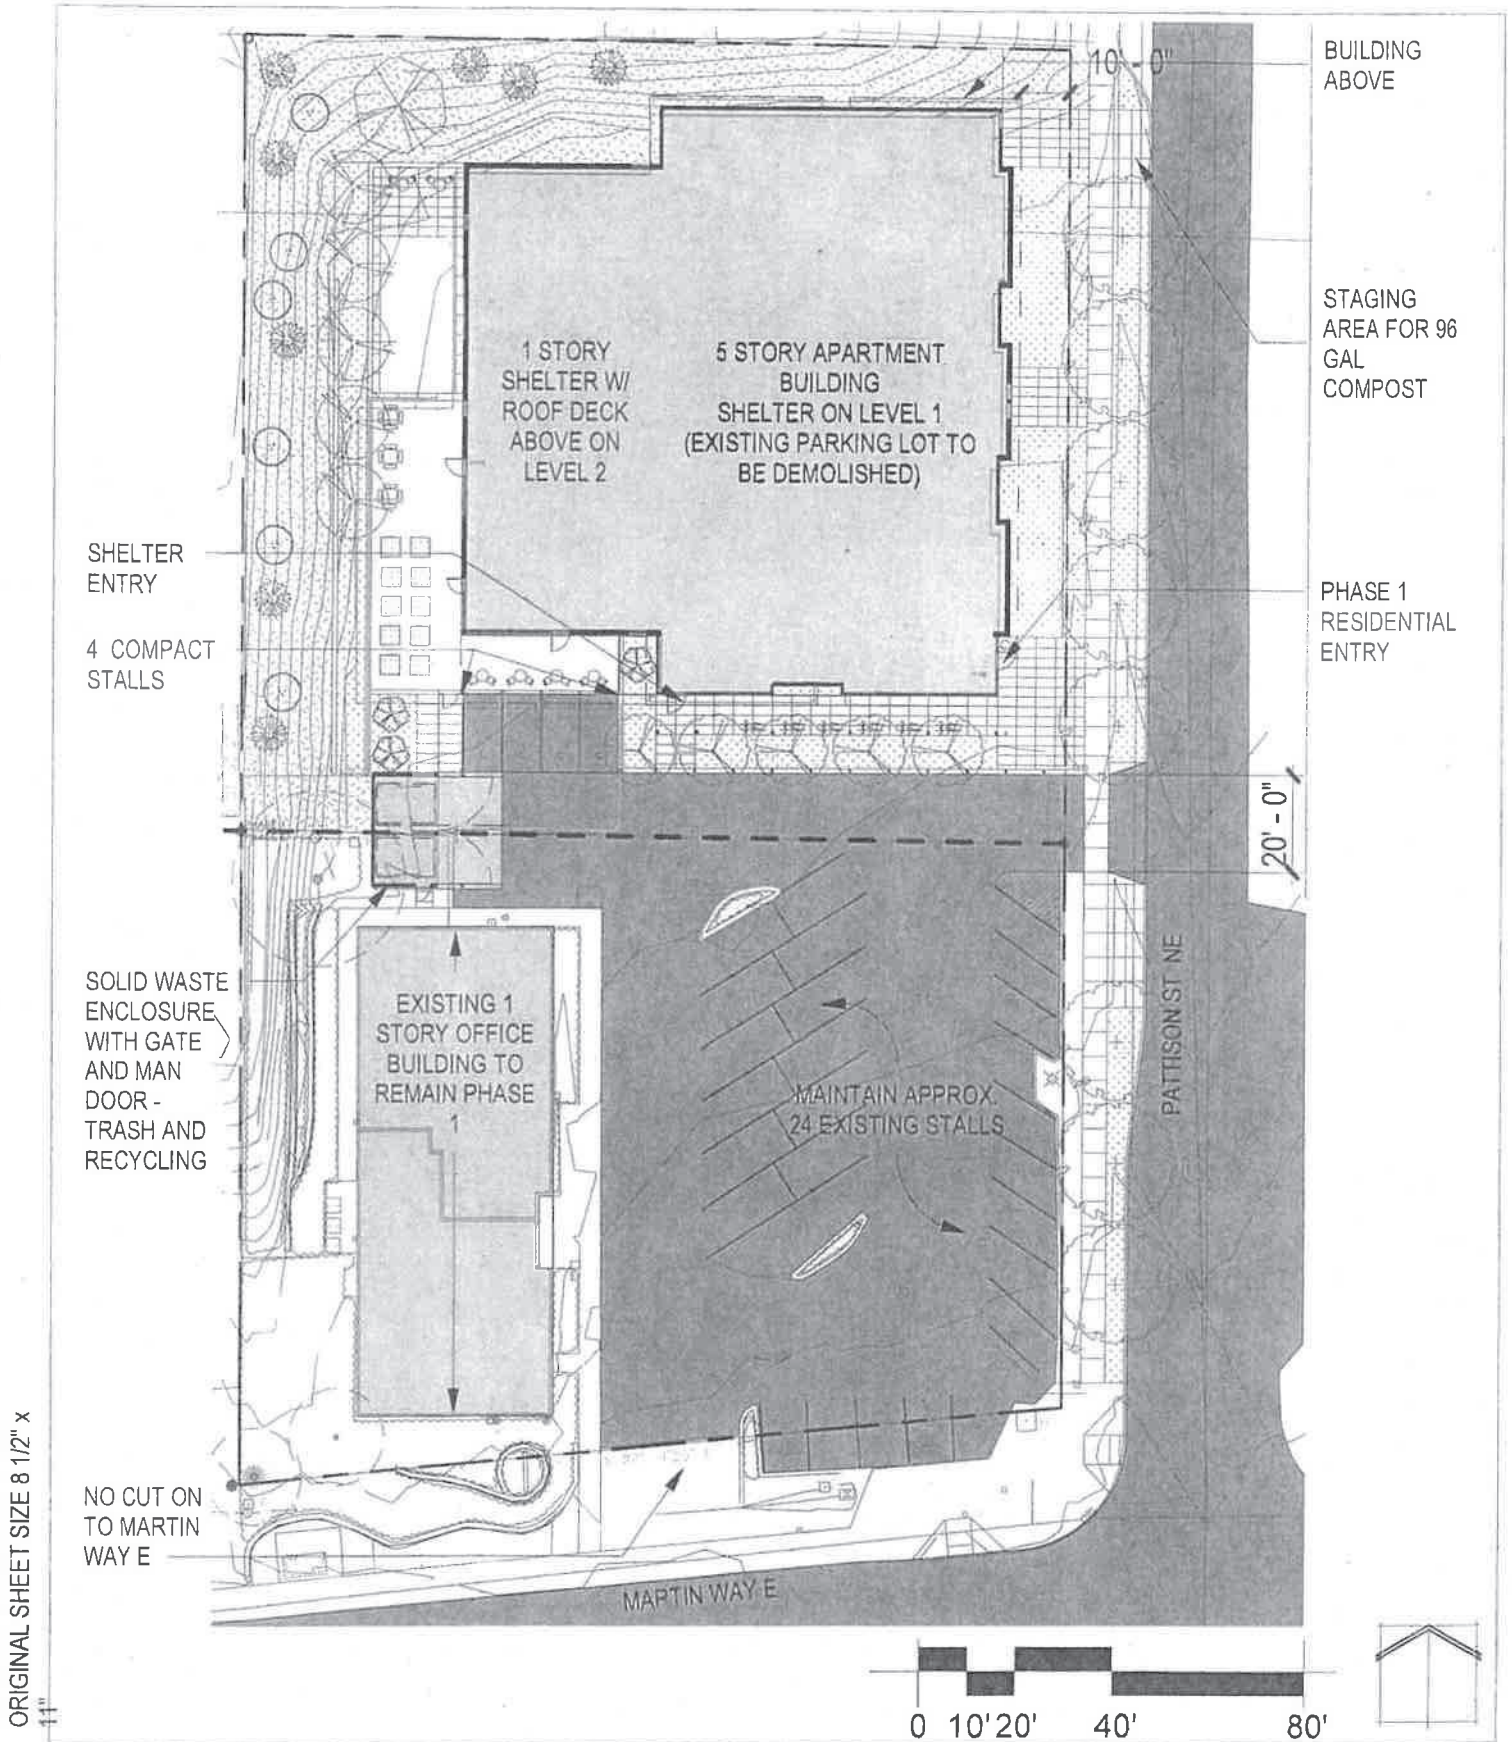 BUILDING
ABOVE
10' - 0"
STAGING
AREA FOR 96
GAL
COMPOST
1 STORY
SHELTER W/
ROOF DECK
ABOVE ON
LEVEL 2
5 STORY APARTMENT
BUILDING
SHELTER ON LEVEL 1
(EXISTING PARKING LOT TO
BE DEMOLISHED)
SHELTER
ENTRY
4 COMPACT
STALLS
PHASE 1
RESIDENTIAL
ENTRY
20' - 0"
SOLID WASTE
ENCLOSURE
WITH GATE
AND MAN
DOOR -
TRASH AND
RECYCLING
EXISTING 1
STORY OFFICE
BUILDING TO
REMAIN PHASE
1
MAINTAIN APPROX.
24 EXISTING STALLS
PATTISON ST NE
NO CUT ON
TO MARTIN
WAY E
MARTIN WAY E
ORIGINAL SHEET SIZE 8 1/2" x
11"
0 10' 20' 40' 80'